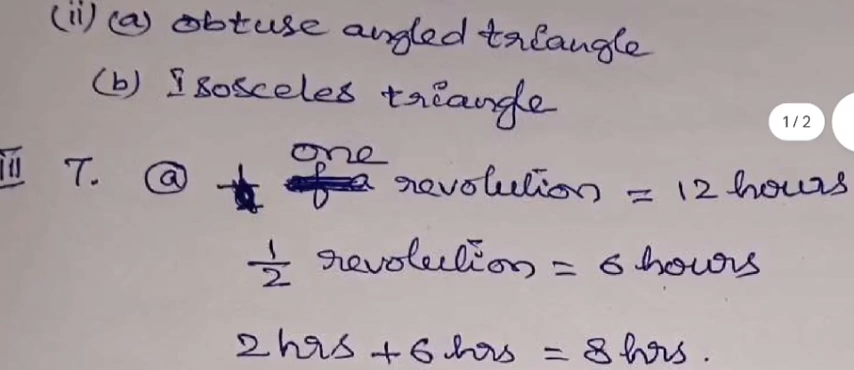 (ii) (a) obtuse angled triangle
(b) Isosceles triangle
1/2
III 7. (a) one revolution = 12 hours
1/2 revolution = 6 hours
2 hrs + 6 hrs = 8 hrs.